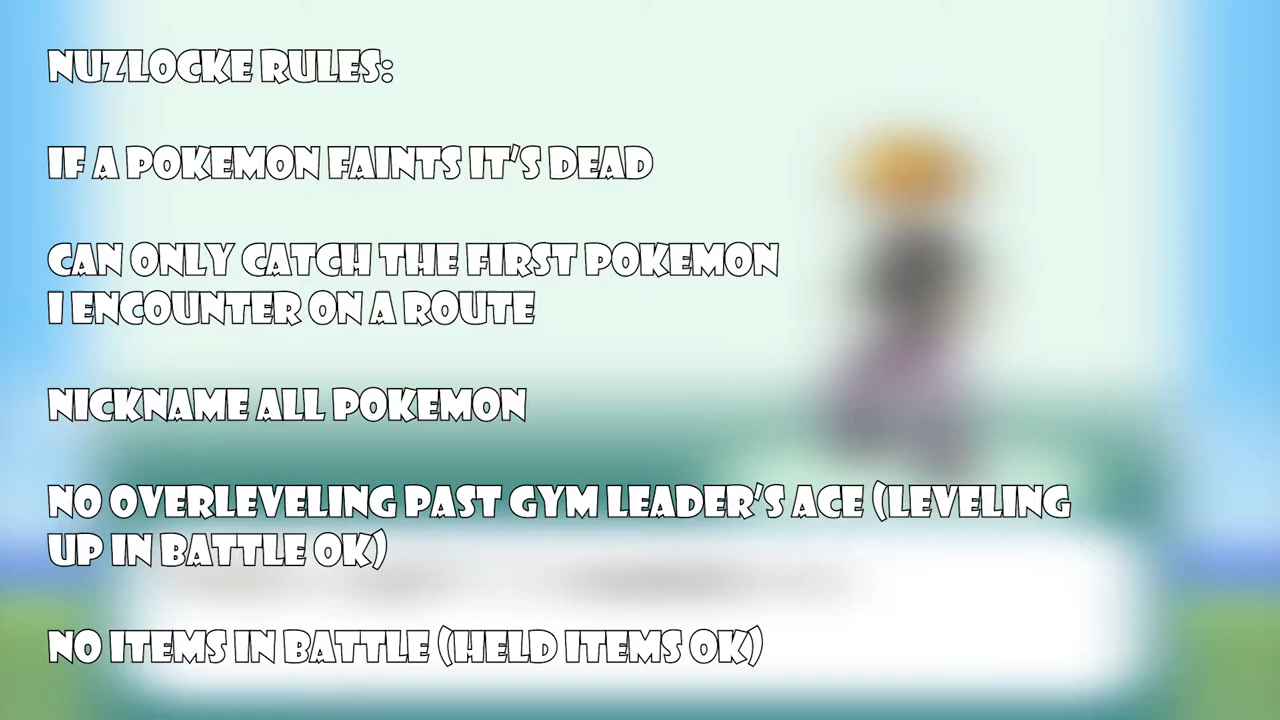 NUZLOCKE RULES:
IF A POKEMON FAINTS IT'S DEAD
CAN ONLY CATCH THE FIRST POKEMON
I ENCOUNTER ON A ROUTE
NICKNAME ALL POKEMON
NO OVERLEVELING PAST GYM LEADER'S ACE (LEVELING
UP IN BATTLE OK)
NO ITEMS IN BATTLE (HELD ITEMS OK)